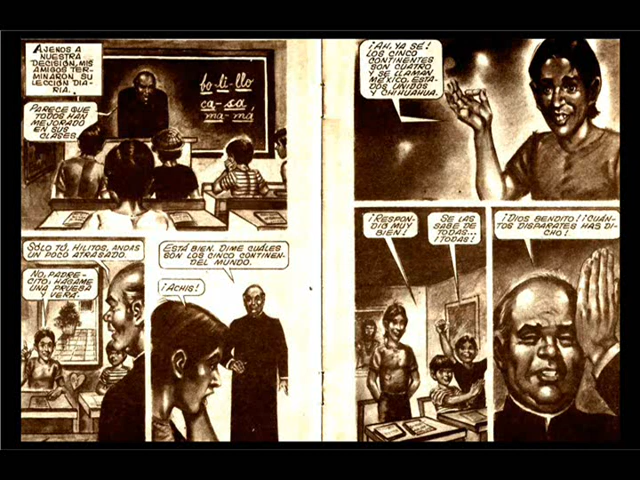 AJENOS A
NUESTRA
DECISIÓN, MIS
AMIGOS TER-
MINARON SU
LECCIÓN DIA-
RIA.
PARECE QUE
TODOS HAN
MEJORADO
EN SUS
CLASES.
bo-li-llo
ca-sa
ma-má
SÓLO TÚ, HILITOS, ANDAS
UN POCO ATRASADO.
NO, PADRE-
CITO; HÁGAME
UNA PRUEBA
Y VERÁ.
ESTÁ BIEN. DIME CUÁLES
SON LOS CINCO CONTINEN-
DEL MUNDO.
¡ACHIS!
¡AH, YA SÉ!
LOS CINCO
CONTINENTES
SON CUATRO
Y SE LLAMAN
MÉXICO, ESTA-
DOS UNIDOS
Y CHIHUAHUA.
¡RESPON-
DIÓ MUY
BIEN!
SE LAS
SABE DE
TODAS...
¡TODAS!
¡DIOS BENDITO! ¡CUÁN-
TOS DISPARATES HAS DI-
CHO!